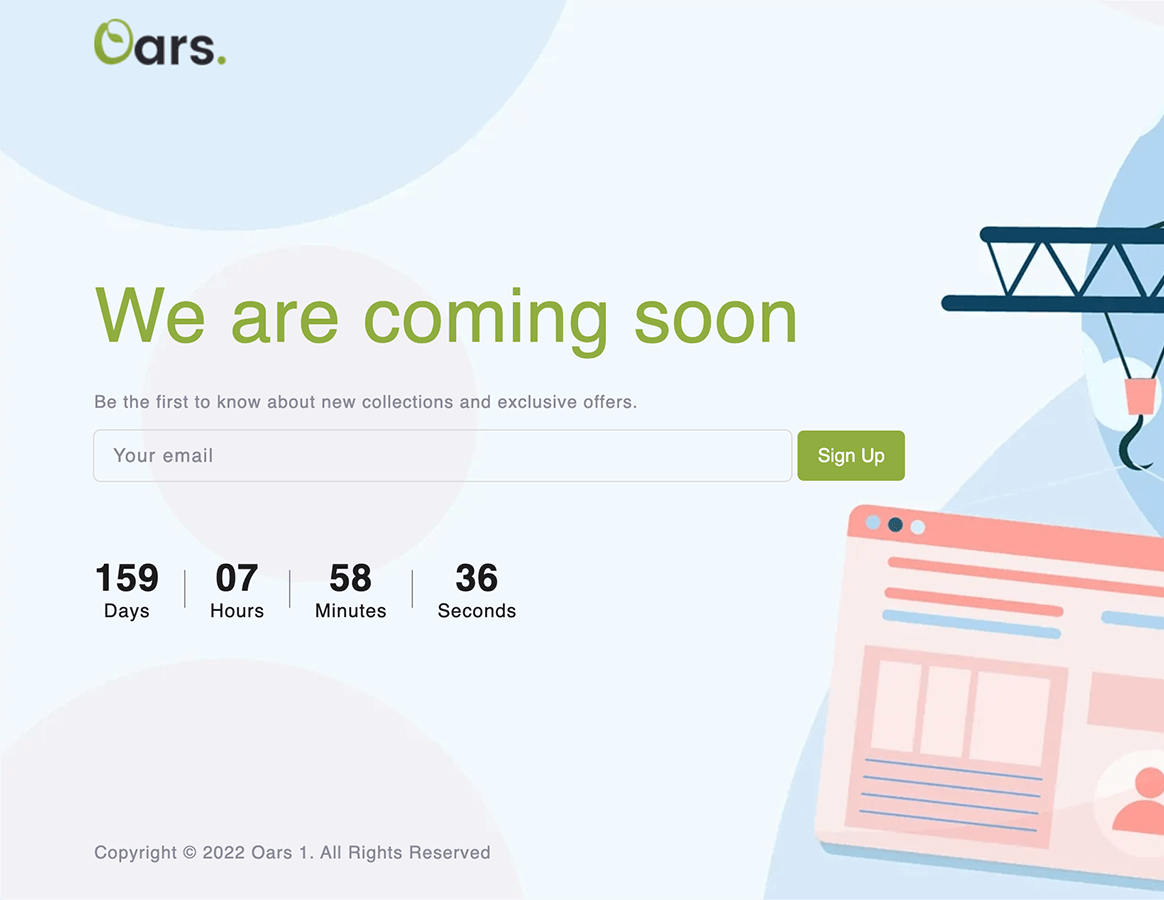 Oars.
We are coming soon
Be the first to know about new collections and exclusive offers.
Your email
Sign Up
159 07 58 36
Days Hours Minutes Seconds
Copyright © 2022 Oars 1. All Rights Reserved